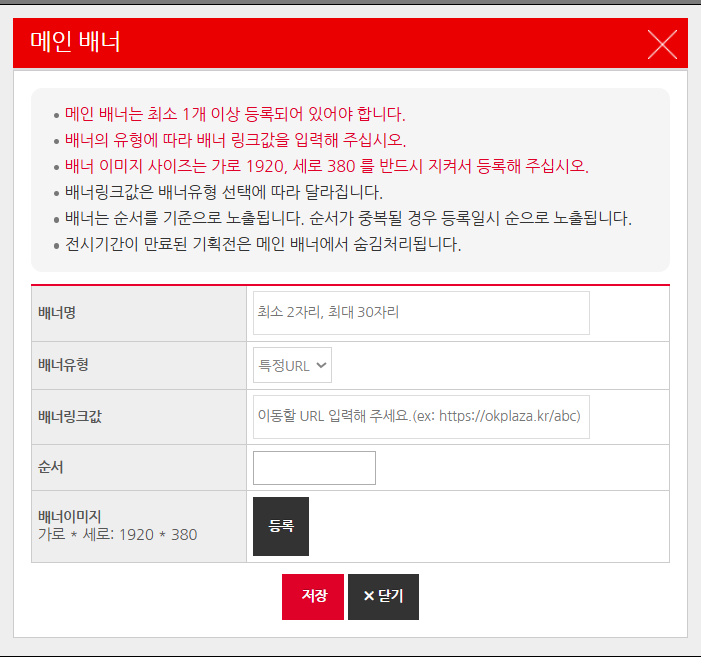 메인 배너
메인 배너는 최소 1개 이상 등록되어 있어야 합니다.
배너의 유형에 따라 배너 링크값을 입력해 주십시오.
배너 이미지 사이즈는 가로 1920, 세로 380 를 반드시 지켜서 등록해 주십시오.
배너링크값은 배너유형 선택에 따라 달라집니다.
배너는 순서를 기준으로 노출됩니다. 순서가 중복될 경우 등록일시 순으로 노출됩니다.
전시기간이 만료된 기획전은 메인 배너에서 숨김처리됩니다.
배너명 최소 2자리, 최대 30자리
배너유형 특정URL
배너링크값 이동할 URL 입력해 주세요.(ex: https://okplaza.kr/abc)
순서
배너이미지
가로 * 세로: 1920 * 380
등록
저장 × 닫기